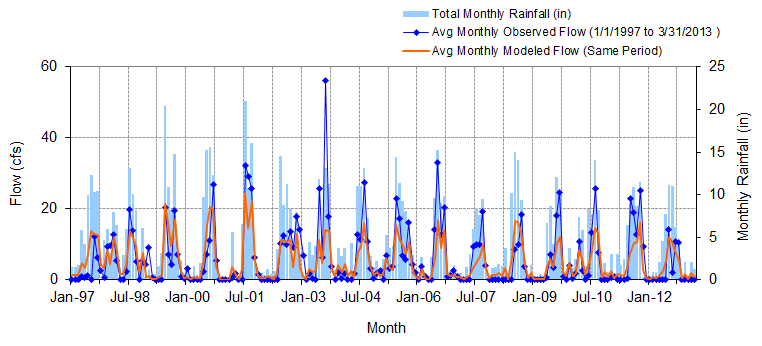 Total Monthly Rainfall (in)
Avg Monthly Observed Flow (1/1/1997 to 3/31/2013 )
Avg Monthly Modeled Flow (Same Period)
60
40
20
0
Flow (cfs)
25
20
15
10
5
0
Monthly Rainfall (in)
Jan-97 Jul-98 Jan-00 Jul-01 Jan-03 Jul-04 Jan-06 Jul-07 Jan-09 Jul-10 Jan-12
Month